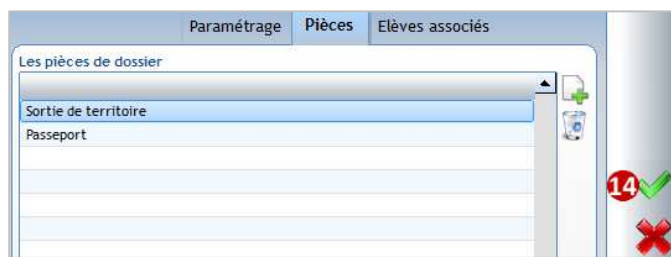 Paramétrage Pièces Elèves associés
Les pièces de dossier
Sortie de territoire
Passeport
14